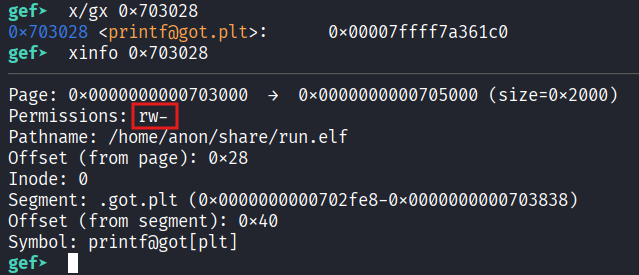 gef➤  x/gx 0x703028
0x703028 <printf@got.plt>:      0x00007ffff7a361c0
gef➤  xinfo 0x703028
Page: 0x0000000000703000  →  0x0000000000705000 (size=0x2000)
Permissions: rw-
Pathname: /home/anon/share/run.elf
Offset (from page): 0x28
Inode: 0
Segment: .got.plt (0x0000000000702fe8-0x0000000000703838)
Offset (from segment): 0x40
Symbol: printf@got[plt]
gef➤